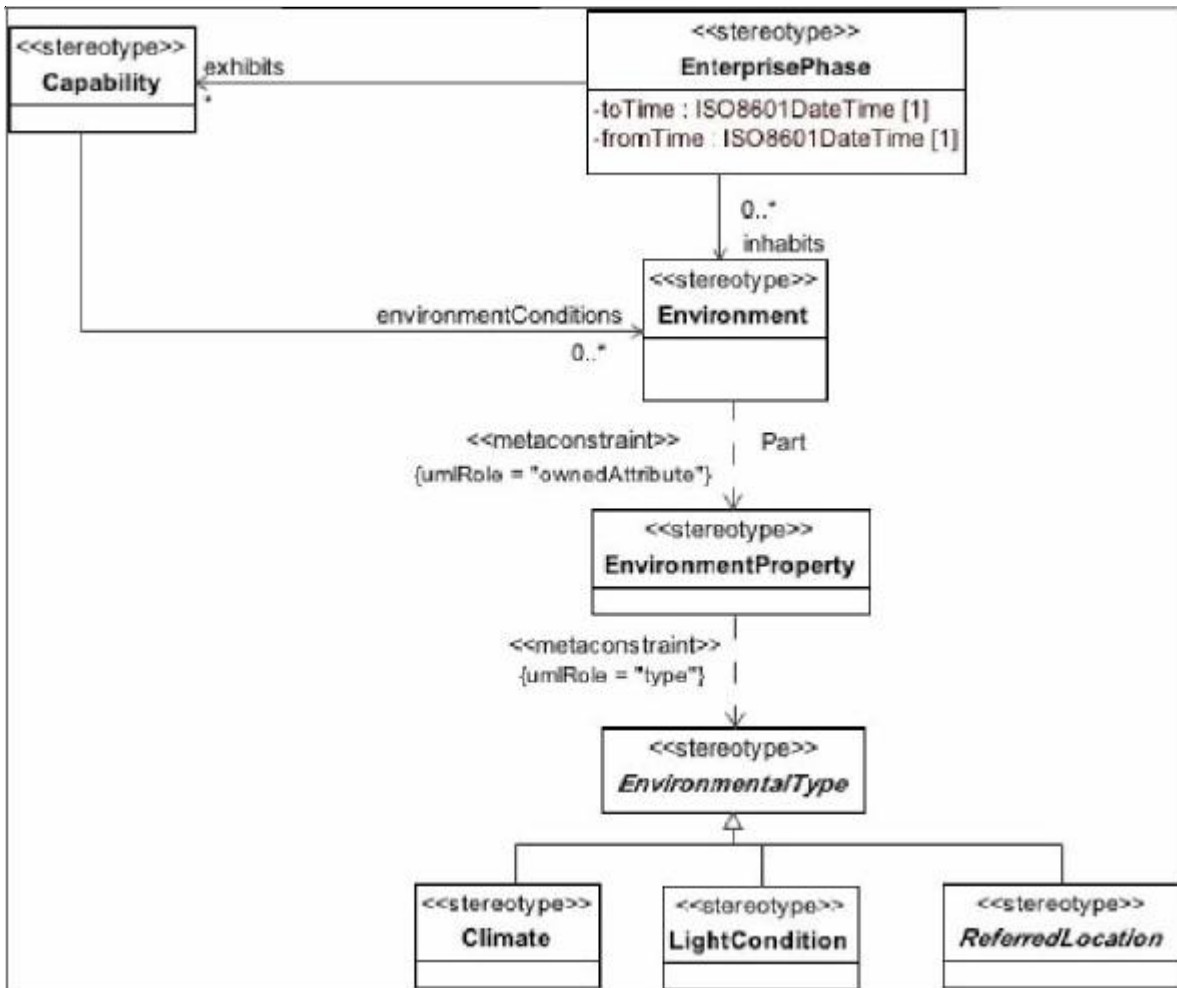 <<stereotype>>
Capability
exhibits
*
<<stereotype>>
EnterprisePhase
-toTime : ISO8601DateTime [1]
-fromTime : ISO8601DateTime [1]
0..*
inhabits
environmentConditions
0..*
<<stereotype>>
Environment
<<metaconstraint>>
{umlRole = "ownedAttribute"}
Part
<<stereotype>>
EnvironmentProperty
<<metaconstraint>>
{umlRole = "type"}
<<stereotype>>
EnvironmentalType
<<stereotype>>
Climate
<<stereotype>>
LightCondition
<<stereotype>>
ReferredLocation